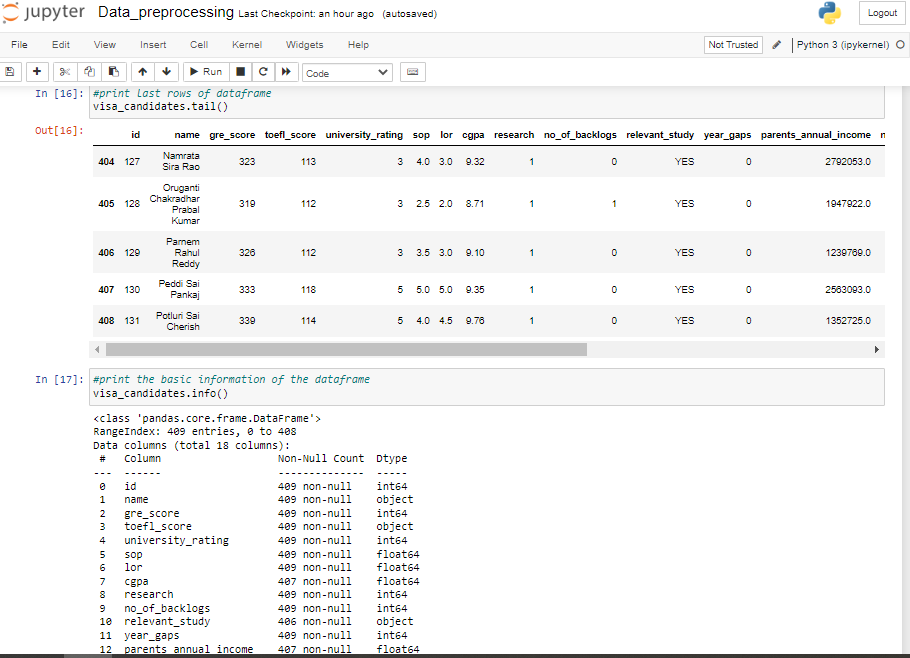 jupyter Data_preprocessing Last Checkpoint: an hour ago (autosaved)
Logout
File Edit View Insert Cell Kernel Widgets Help
Not Trusted
Python 3 (ipykernel)
Run
Code
In [16]: #print last rows of dataframe
visa_candidates.tail()
Out[16]:
id name gre_score toefl_score university_rating sop lor cgpa research no_of_backlogs relevant_study year_gaps parents_annual_income n
404 127 Namrata Sira Rao 323 113 3 4.0 3.0 9.32 1 0 YES 0 2792053.0
405 128 Oruganti Chakradhar Prabal Kumar 319 112 3 2.5 2.0 8.71 1 1 YES 0 1947922.0
406 129 Parnem Rahul Reddy 326 112 3 3.5 3.0 9.10 1 0 YES 0 1239769.0
407 130 Peddi Sai Pankaj 333 118 5 5.0 5.0 9.35 1 0 YES 0 2563093.0
408 131 Potluri Sai Cherish 339 114 5 4.0 4.5 9.76 1 0 YES 0 1352725.0
In [17]: #print the basic information of the dataframe
visa_candidates.info()
<class 'pandas.core.frame.DataFrame'>
RangeIndex: 409 entries, 0 to 408
Data columns (total 18 columns):
# Column Non-Null Count Dtype
--- ------ -------------- -----
0 id 409 non-null int64
1 name 409 non-null object
2 gre_score 409 non-null int64
3 toefl_score 409 non-null object
4 university_rating 409 non-null int64
5 sop 409 non-null float64
6 lor 409 non-null float64
7 cgpa 407 non-null float64
8 research 409 non-null int64
9 no_of_backlogs 409 non-null int64
10 relevant_study 406 non-null object
11 year_gaps 409 non-null int64
12 parents_annual_income 407 non-null float64